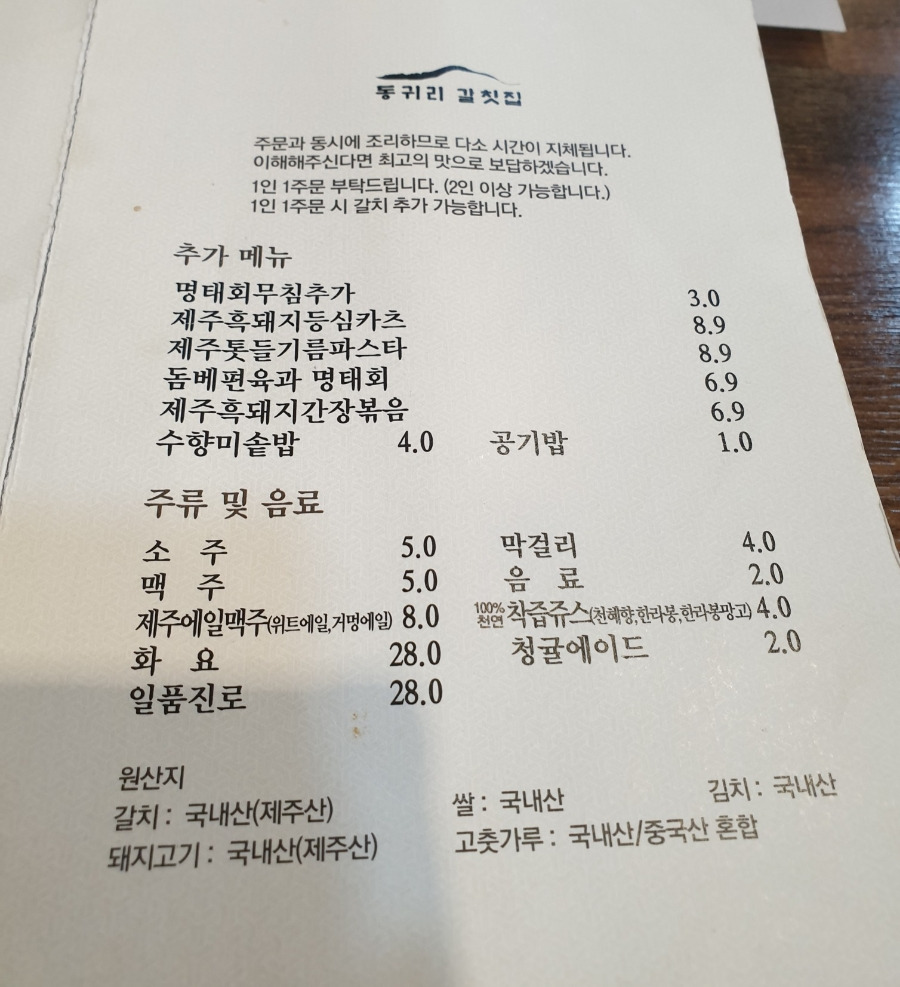 동귀리 갈칫집
주문과 동시에 조리하므로 다소 시간이 지체됩니다.
이해해주신다면 최고의 맛으로 보답하겠습니다.
1인 1주문 부탁드립니다. (2인 이상 가능합니다.)
1인 1주문 시 갈치 추가 가능합니다.
추가 메뉴
명태회무침추가 3.0
제주흑돼지등심카츠 8.9
제주톳들기름파스타 8.9
돔베편육과 명태회 6.9
제주흑돼지간장볶음 6.9
수향미솥밥 4.0 공기밥 1.0
주류 및 음료
소 주 5.0 막걸리 4.0
맥 주 5.0 음 료 2.0
제주에일맥주(위트에일,거멍에일) 8.0 100% 천연 착즙쥬스(천혜향,한라봉,한라봉망고) 4.0
화 요 28.0 청귤에이드 2.0
일품진로 28.0
원산지
갈치 : 국내산(제주산) 쌀 : 국내산 김치 : 국내산
돼지고기 : 국내산(제주산) 고춧가루 : 국내산/중국산 혼합